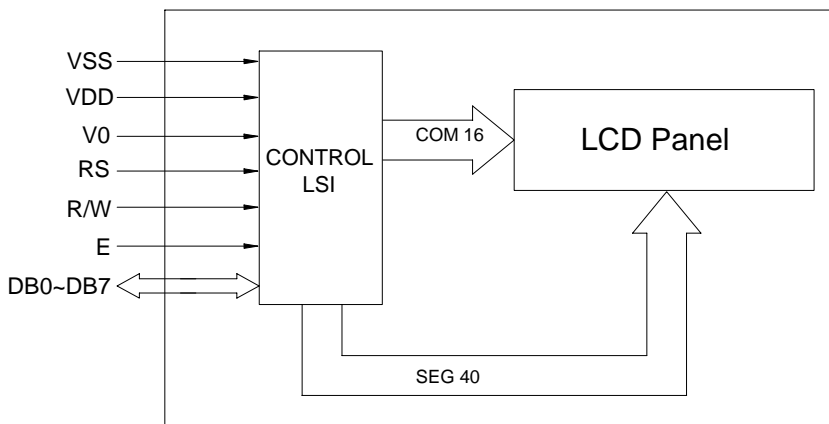 VSS
VDD
V0
RS
R/W
E
DB0~DB7
CONTROL
LSI
COM 16
LCD Panel
SEG 40